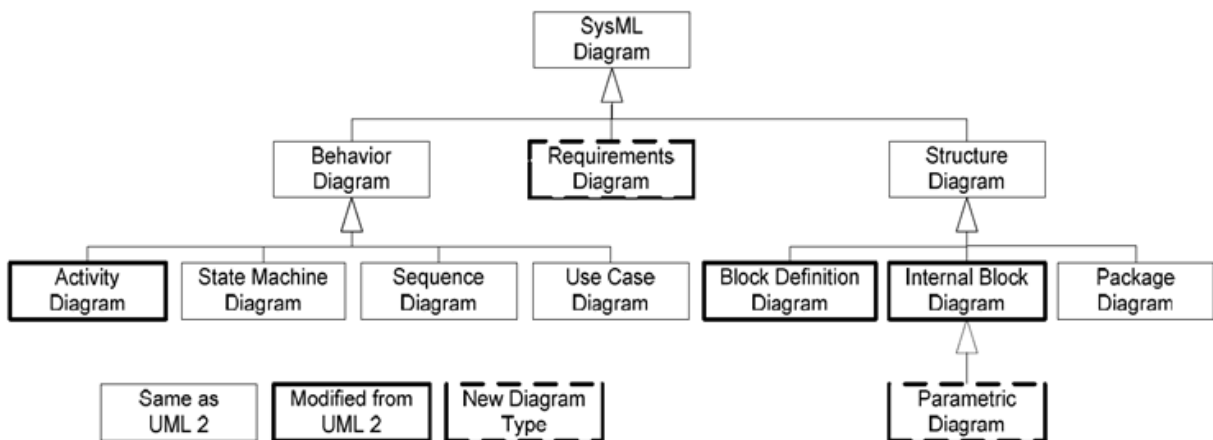 SysML
Diagram
Behavior
Diagram
Requirements
Diagram
Structure
Diagram
Activity
Diagram
State Machine
Diagram
Sequence
Diagram
Use Case
Diagram
Block Definition
Diagram
Internal Block
Diagram
Package
Diagram
Same as
UML 2
Modified from
UML 2
New Diagram
Type
Parametric
Diagram